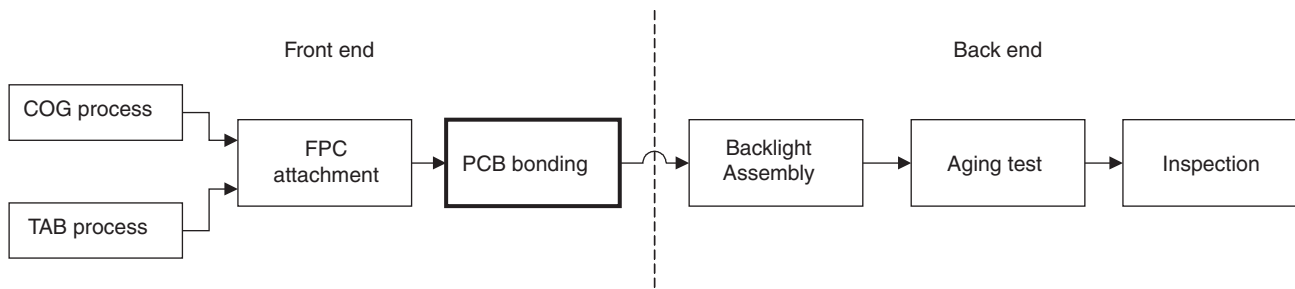 Front end
Back end
COG process
TAB process
FPC
attachment
PCB bonding
Backlight
Assembly
Aging test
Inspection